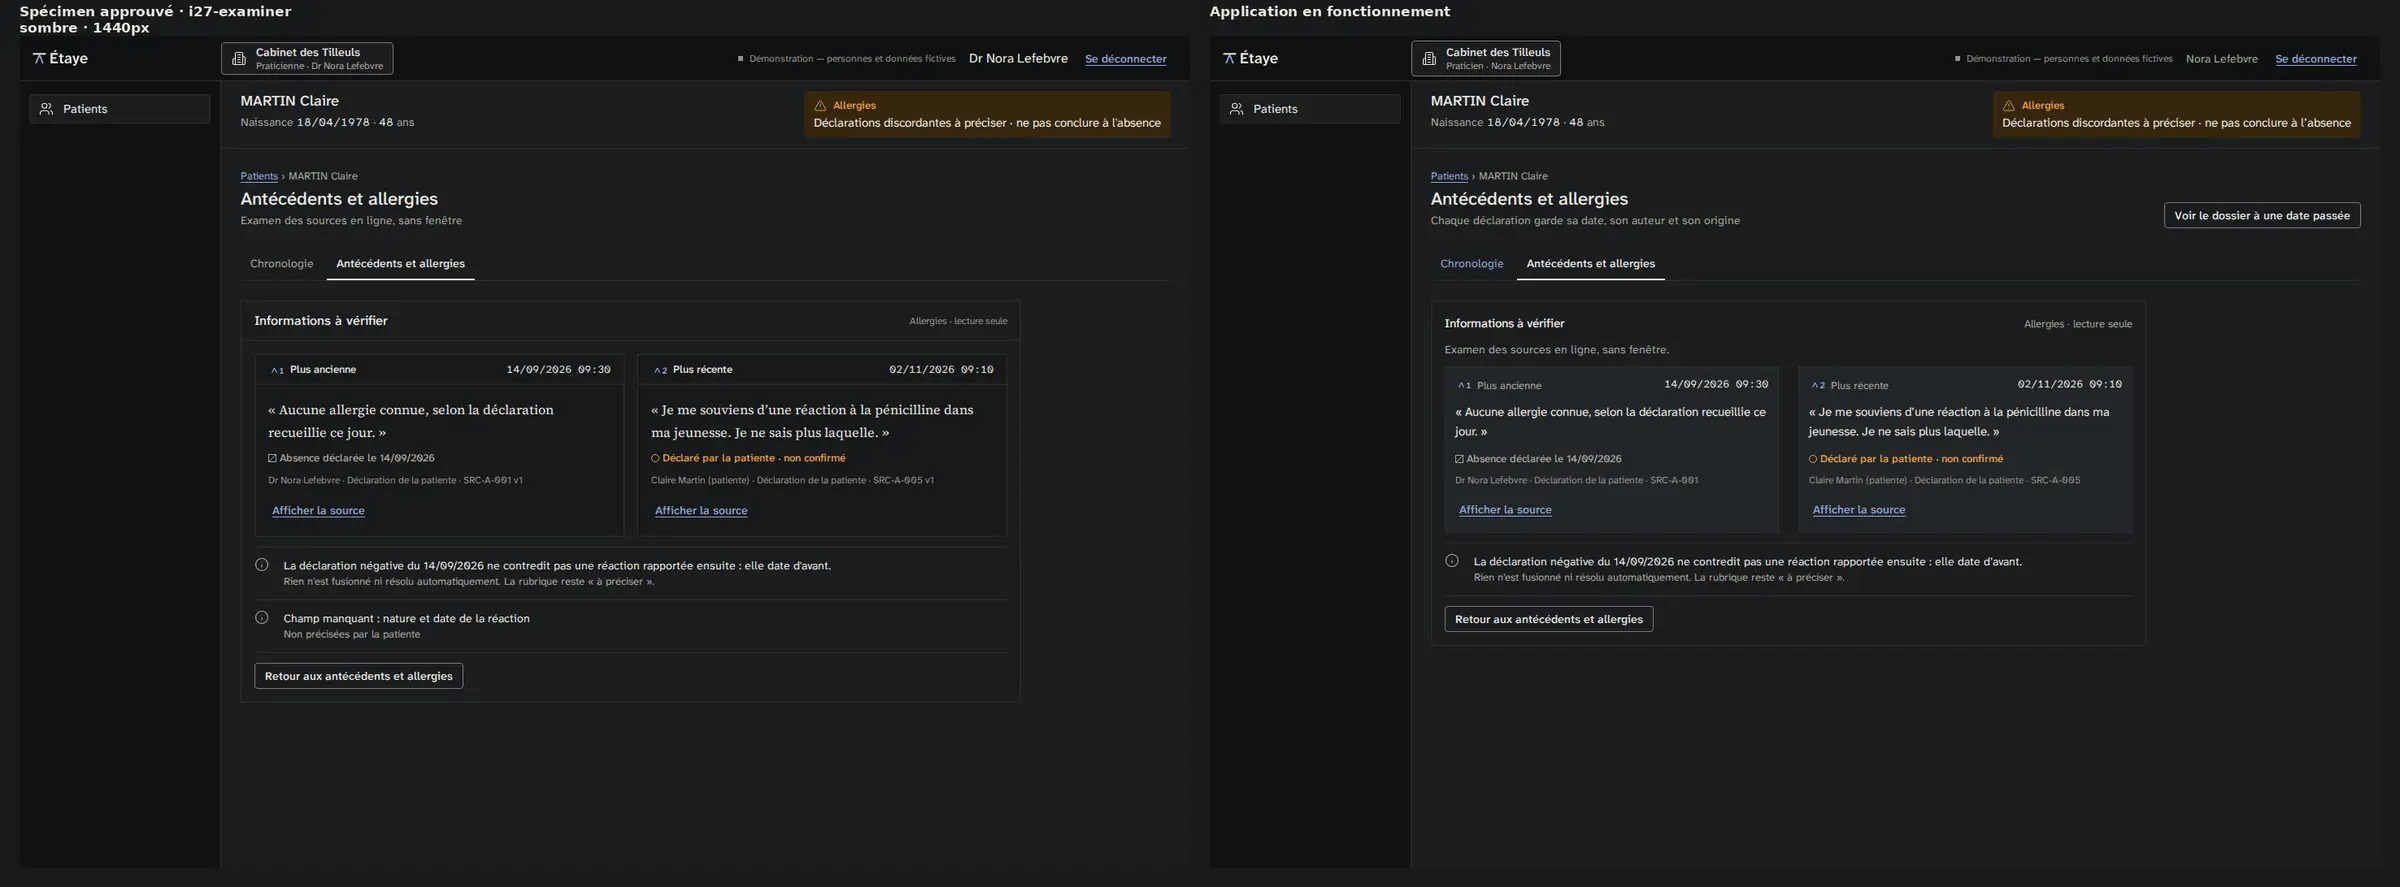 Spécimen approuvé · i27-examiner
sombre · 1440px
Étaye
Cabinet des Tilleuls
Praticienne · Dr Nora Lefebvre
Démonstration — personnes et données fictives
Dr Nora Lefebvre
Se déconnecter
Patients
MARTIN Claire
Naissance 18/04/1978 · 48 ans
Allergies
Déclarations discordantes à préciser · ne pas conclure à l'absence
Patients › MARTIN Claire
Antécédents et allergies
Examen des sources en ligne, sans fenêtre
Chronologie
Antécédents et allergies
Informations à vérifier
Allergies · lecture seule
1 Plus ancienne
14/09/2026 09:30
« Aucune allergie connue, selon la déclaration
recueillie ce jour. »
Absence déclarée le 14/09/2026
Dr Nora Lefebvre · Déclaration de la patiente · SRC-A-001 v1
Afficher la source
2 Plus récente
02/11/2026 09:10
« Je me souviens d’une réaction à la pénicilline dans
ma jeunesse. Je ne sais plus laquelle. »
Déclaré par la patiente · non confirmé
Claire Martin (patiente) · Déclaration de la patiente · SRC-A-005 v1
Afficher la source
La déclaration négative du 14/09/2026 ne contredit pas une réaction rapportée ensuite : elle date d'avant.
Rien n'est fusionné ni résolu automatiquement. La rubrique reste « à préciser ».
Champ manquant : nature et date de la réaction
Non précisées par la patiente
Retour aux antécédents et allergies
Application en fonctionnement
Étaye
Cabinet des Tilleuls
Praticien · Nora Lefebvre
Démonstration — personnes et données fictives
Nora Lefebvre
Se déconnecter
Patients
MARTIN Claire
Naissance 18/04/1978 · 48 ans
Allergies
Déclarations discordantes à préciser · ne pas conclure à l’absence
Patients › MARTIN Claire
Antécédents et allergies
Chaque déclaration garde sa date, son auteur et son origine
Voir le dossier à une date passée
Chronologie
Antécédents et allergies
Informations à vérifier
Allergies · lecture seule
Examen des sources en ligne, sans fenêtre.
1 Plus ancienne
14/09/2026 09:30
« Aucune allergie connue, selon la déclaration recueillie ce
jour. »
Absence déclarée le 14/09/2026
Dr Nora Lefebvre · Déclaration de la patiente · SRC-A-001
Afficher la source
2 Plus récente
02/11/2026 09:10
« Je me souviens d’une réaction à la pénicilline dans ma
jeunesse. Je ne sais plus laquelle. »
Déclaré par la patiente · non confirmé
Claire Martin (patiente) · Déclaration de la patiente · SRC-A-005
Afficher la source
La déclaration négative du 14/09/2026 ne contredit pas une réaction rapportée ensuite : elle date d’avant.
Rien n’est fusionné ni résolu automatiquement. La rubrique reste « à préciser ».
Retour aux antécédents et allergies